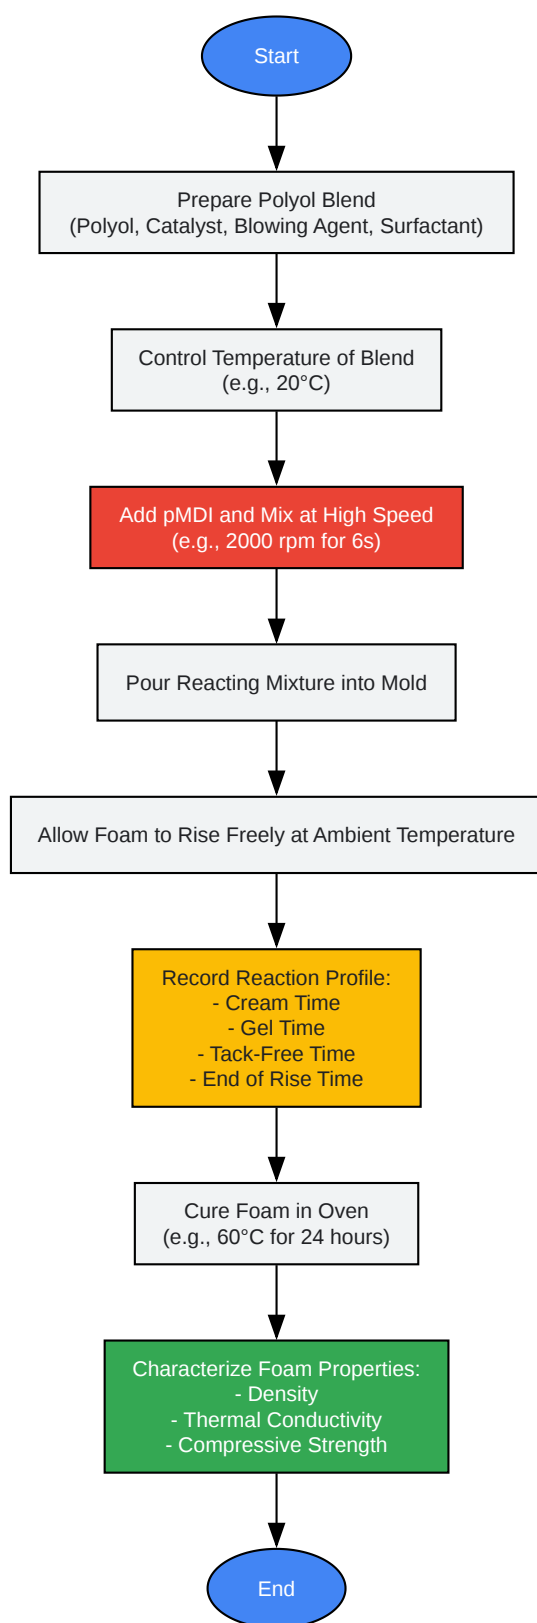 Start
Prepare Polyol Blend
(Polyol, Catalyst, Blowing Agent, Surfactant)
Control Temperature of Blend
(e.g., 20°C)
Add pMDI and Mix at High Speed
(e.g., 2000 rpm for 6s)
Pour Reacting Mixture into Mold
Allow Foam to Rise Freely at Ambient Temperature
Record Reaction Profile:
- Cream Time
- Gel Time
- Tack-Free Time
- End of Rise Time
Cure Foam in Oven
(e.g., 60°C for 24 hours)
Characterize Foam Properties:
- Density
- Thermal Conductivity
- Compressive Strength
End